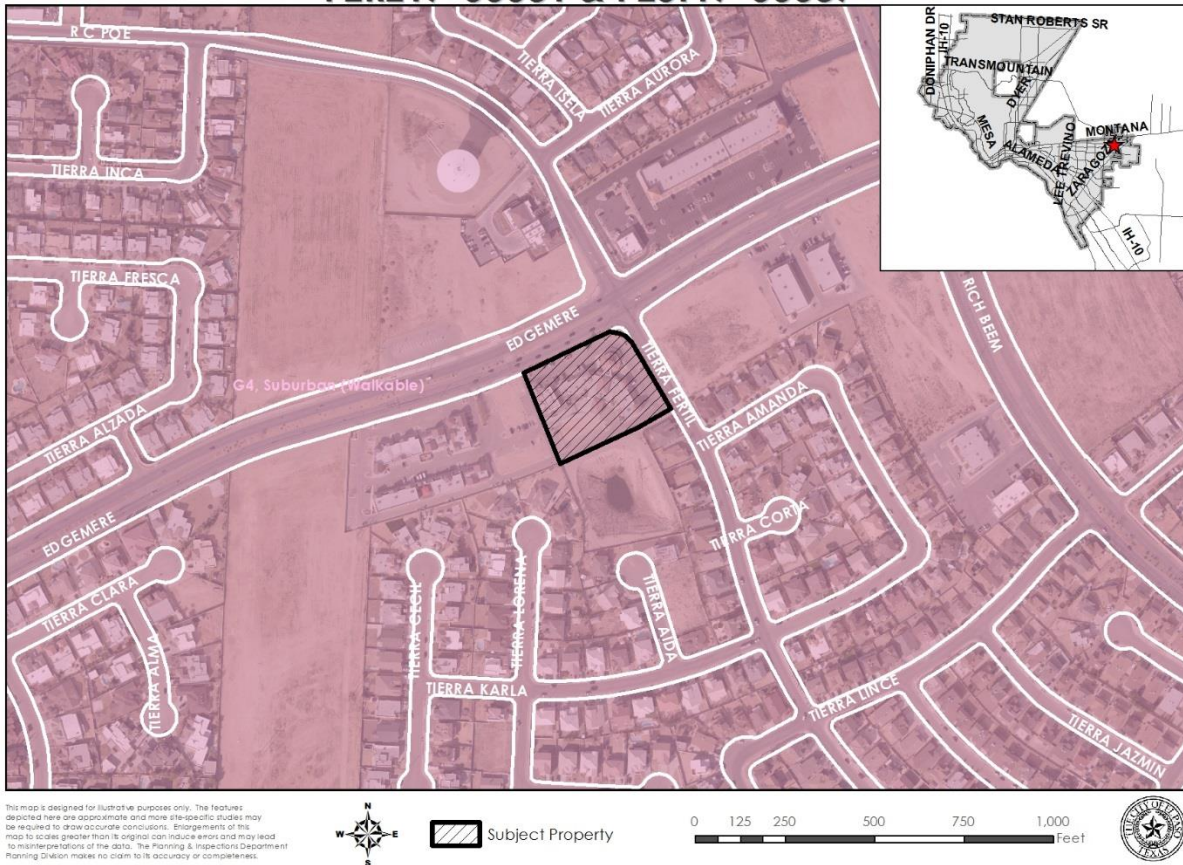 R C POE
TIERRA ISELA
TIERRA AURORA
TIERRA INCA
TIERRA FRESCA
EDGEMERE
G4, Suburban (Walkable)
TIERRA FERTIL
RICH BEEM
TIERRA ALZADA
TIERRA AMANDA
EDGEMERE
TIERRA CORTA
TIERRA CLARA
TIERRA ALMA
TIERRA CECIL
TIERRA LORENA
TIERRA AIDA
TIERRA KARLA
TIERRA LINCE
TIERRA JAZMIN
DONIPHAN DR
IH-10
STAN ROBERTS SR
TRANSMOUNTAIN
DYER
MESA
MONTANA
ALAMEDA
LEE TREVINO
ZARAGOZA
IH-10
This map is designed for illustrative purposes only. The features
depicted here are approximate and more site-specific studies may
be required to draw accurate conclusions. Enlargements of this
map to scales greater than its original can induce errors and may lead
to misinterpretations of the data. The Planning & Inspections Department
Planning Division makes no claim to its accuracy or completeness.
N
W E
S
Subject Property
0 125 250 500 750 1,000
Feet